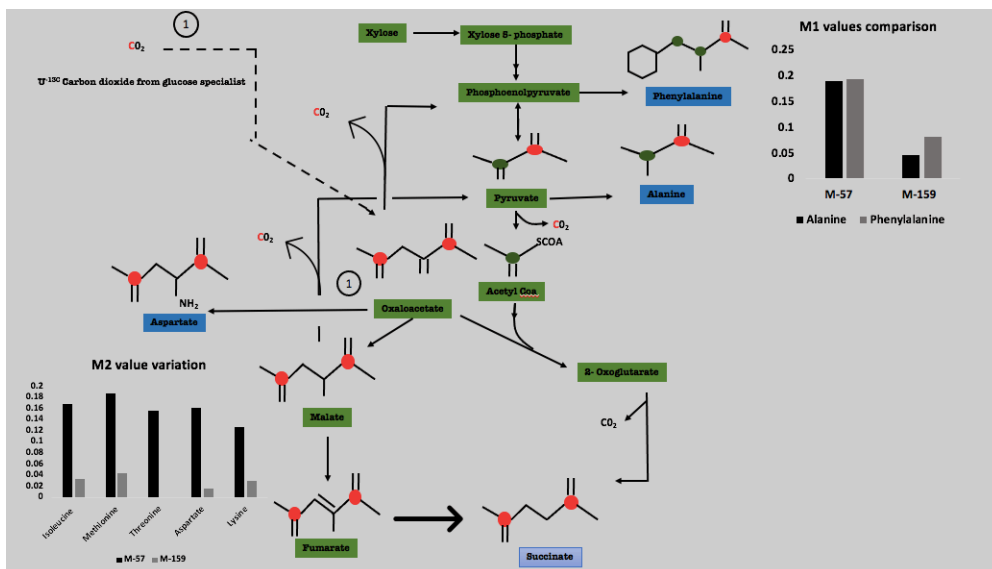 1
CO₂
U⁻¹³ᶜ Carbon dioxide from glucose specialist
Xylose
Xylose 5- phosphate
Phosphoenolpyruvate
Phenylalanine
CO₂
Pyruvate
Alanine
CO₂
SCOA
Acetyl Coa
CO₂
1
NH₂
Aspartate
Oxaloacetate
2- Oxoglutarate
CO₂
Malate
Fumarate
Succinate
M1 values comparison
0.25
0.2
0.15
0.1
0.05
0
M-57
M-159
Alanine
Phenylalanine
M2 value variation
0.2
0.18
0.16
0.14
0.12
0.1
0.08
0.06
0.04
0.02
0
Isoleucine
Methionine
Threonine
Aspartate
Lysine
M-57
M-159